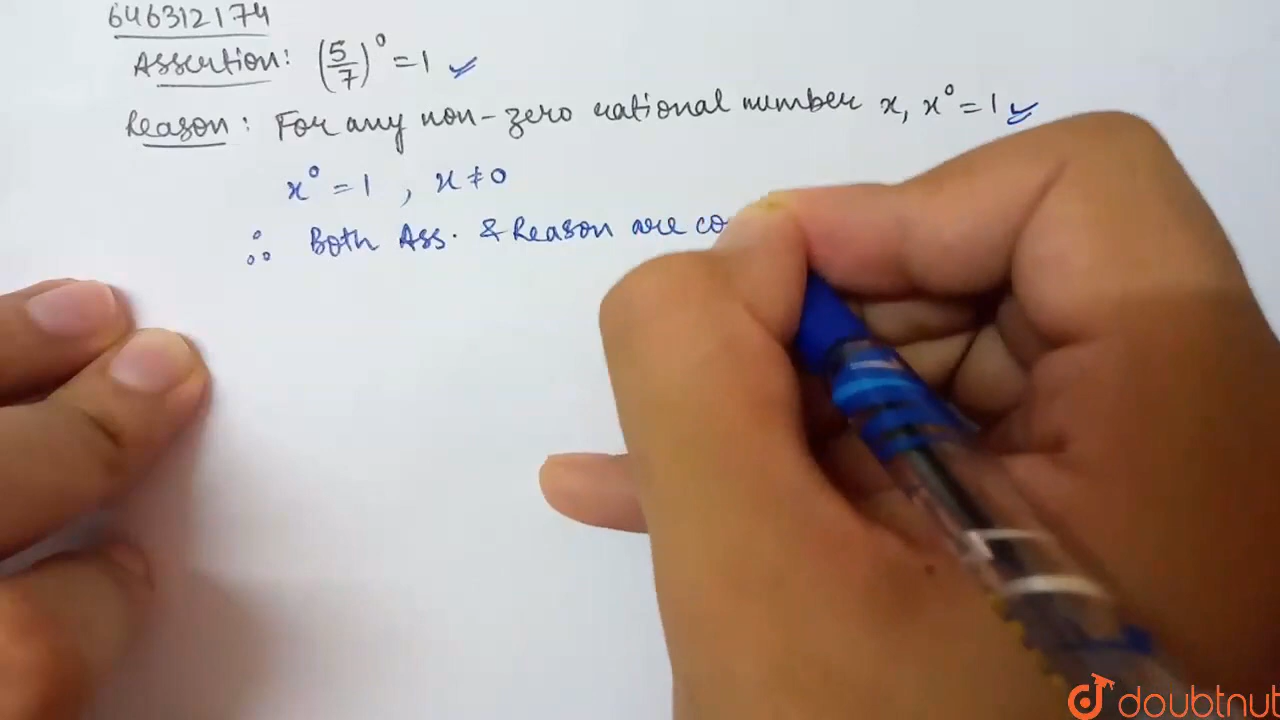 646312174
Assertion: (5/7)⁰ = 1 ✓
Reason: For any non-zero rational number x, x⁰ = 1 ✓
x⁰ = 1 , x ≠ 0
∴ Both Ass. & Reason are co
doubtnut